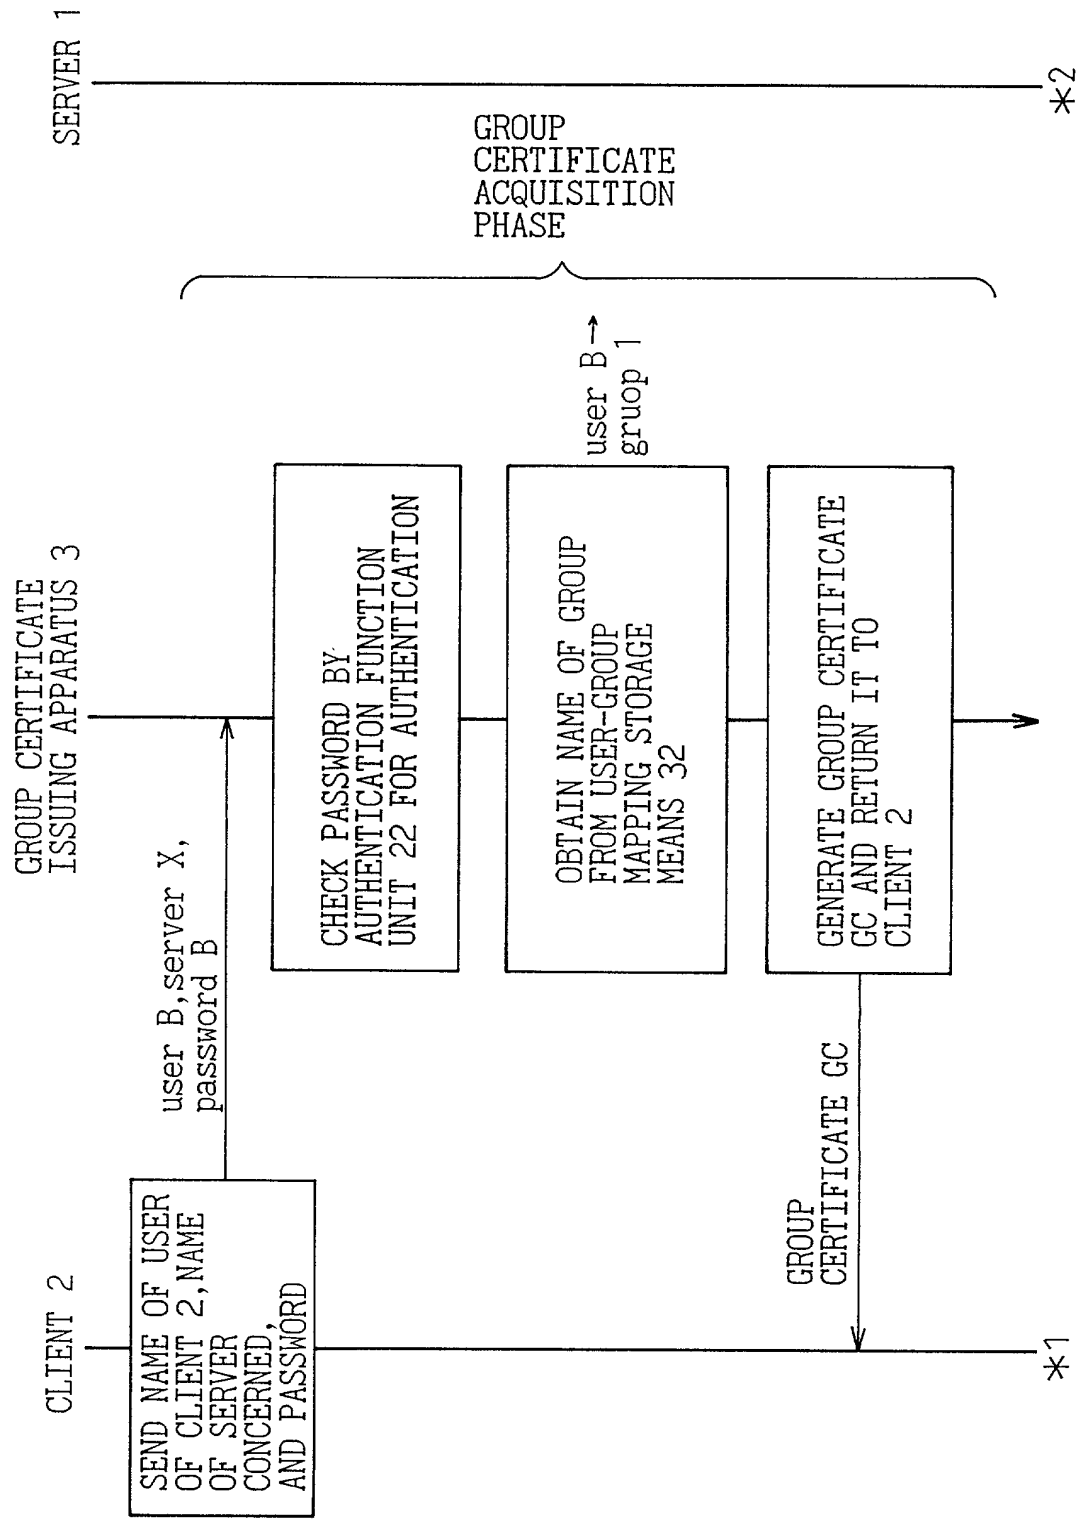 CLIENT 2
GROUP CERTIFICATE
ISSUING APPARATUS 3
SERVER 1
SEND NAME OF USER
OF CLIENT 2,NAME
OF SERVER
CONCERNED,
AND PASSWORD
user B,server X,
password B
CHECK PASSWORD BY
AUTHENTICATION FUNCTION
UNIT 22 FOR AUTHENTICATION
OBTAIN NAME OF GROUP
FROM USER-GROUP
MAPPING STORAGE
MEANS 32
user B→
gruop 1
GROUP
CERTIFICATE
ACQUISITION
PHASE
GENERATE GROUP CERTIFICATE
GC AND RETURN IT TO
CLIENT 2
GROUP
CERTIFICATE GC
*1
*2